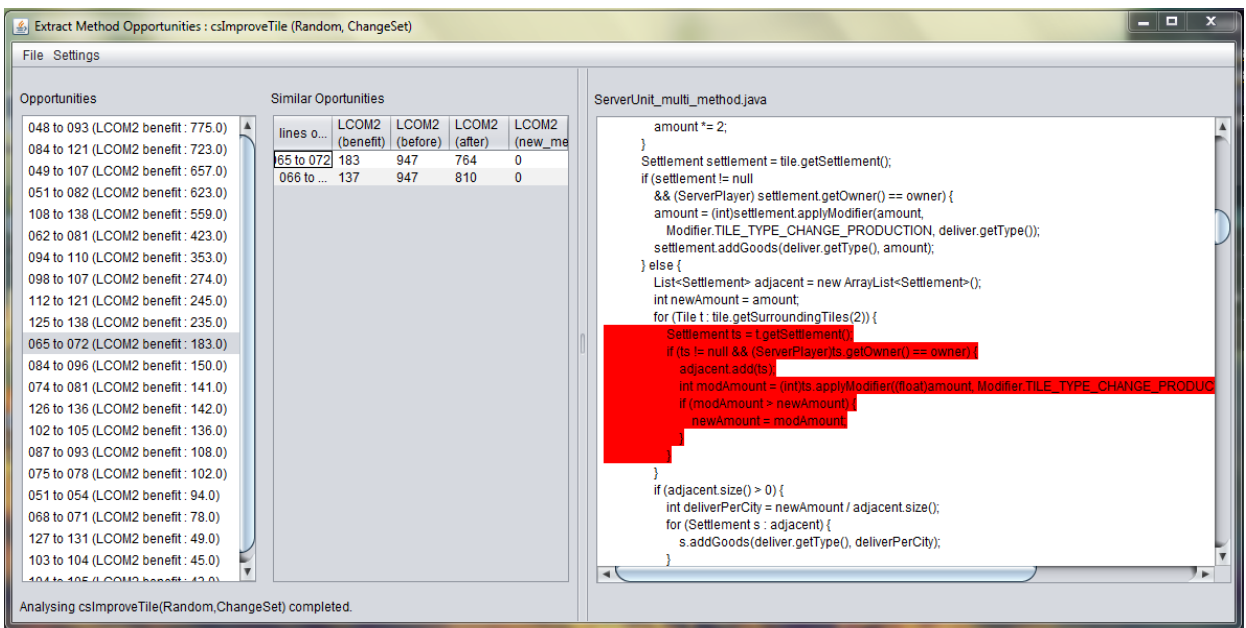 Extract Method Opportunities : csImproveTile (Random, ChangeSet)
File Settings
Opportunities
048 to 093 (LCOM2 benefit : 775.0)
084 to 121 (LCOM2 benefit : 723.0)
049 to 107 (LCOM2 benefit : 657.0)
051 to 082 (LCOM2 benefit : 623.0)
108 to 138 (LCOM2 benefit : 559.0)
062 to 081 (LCOM2 benefit : 423.0)
094 to 110 (LCOM2 benefit : 353.0)
098 to 107 (LCOM2 benefit : 274.0)
112 to 121 (LCOM2 benefit : 245.0)
125 to 138 (LCOM2 benefit : 235.0)
065 to 072 (LCOM2 benefit : 183.0)
084 to 096 (LCOM2 benefit : 150.0)
074 to 081 (LCOM2 benefit : 141.0)
126 to 136 (LCOM2 benefit : 142.0)
102 to 105 (LCOM2 benefit : 136.0)
087 to 093 (LCOM2 benefit : 108.0)
075 to 078 (LCOM2 benefit : 102.0)
051 to 054 (LCOM2 benefit : 94.0)
068 to 071 (LCOM2 benefit : 78.0)
127 to 131 (LCOM2 benefit : 49.0)
103 to 104 (LCOM2 benefit : 45.0)
Similar Oportunities
lines o... LCOM2 (benefit) LCOM2 (before) LCOM2 (after) LCOM2 (new_me
065 to 072 183 947 764 0
066 to ... 137 947 810 0
ServerUnit_multi_method.java
amount *= 2;
}
Settlement settlement = tile.getSettlement();
if (settlement != null
&& (ServerPlayer) settlement.getOwner() == owner) {
amount = (int)settlement.applyModifier(amount,
Modifier.TILE_TYPE_CHANGE_PRODUCTION, deliver.getType());
settlement.addGoods(deliver.getType(), amount);
} else {
List<Settlement> adjacent = new ArrayList<Settlement>();
int newAmount = amount;
for (Tile t : tile.getSurroundingTiles(2)) {
Settlement ts = t.getSettlement();
if (ts != null && (ServerPlayer)ts.getOwner() == owner) {
adjacent.add(ts);
int modAmount = (int)ts.applyModifier((float)amount, Modifier.TILE_TYPE_CHANGE_PRODUC
if (modAmount > newAmount) {
newAmount = modAmount;
}
}
}
if (adjacent.size() > 0) {
int deliverPerCity = newAmount / adjacent.size();
for (Settlement s : adjacent) {
s.addGoods(deliver.getType(), deliverPerCity);
}
Analysing csImproveTile(Random,ChangeSet) completed.